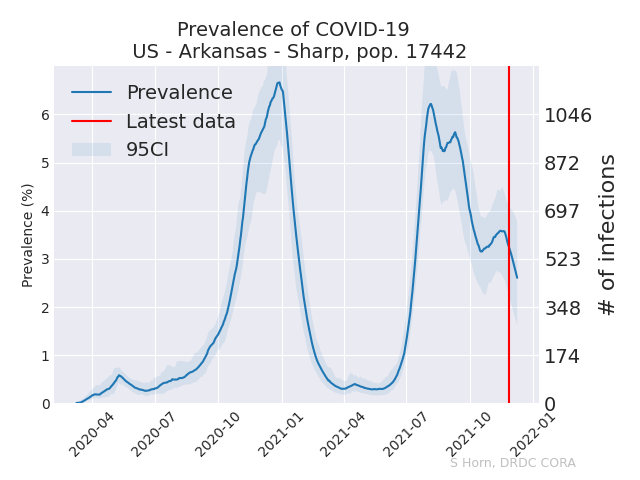 Prevalence of COVID-19
US - Arkansas - Sharp, pop. 17442
Prevalence
Latest data
95CI
Prevalence (%)
6
5
4
3
2
1
0
1046
872
697
523
348
174
0
# of infections
2020-04
2020-07
2020-10
2021-01
2021-04
2021-07
2021-10
2022-01
S Horn, DRDC CORA